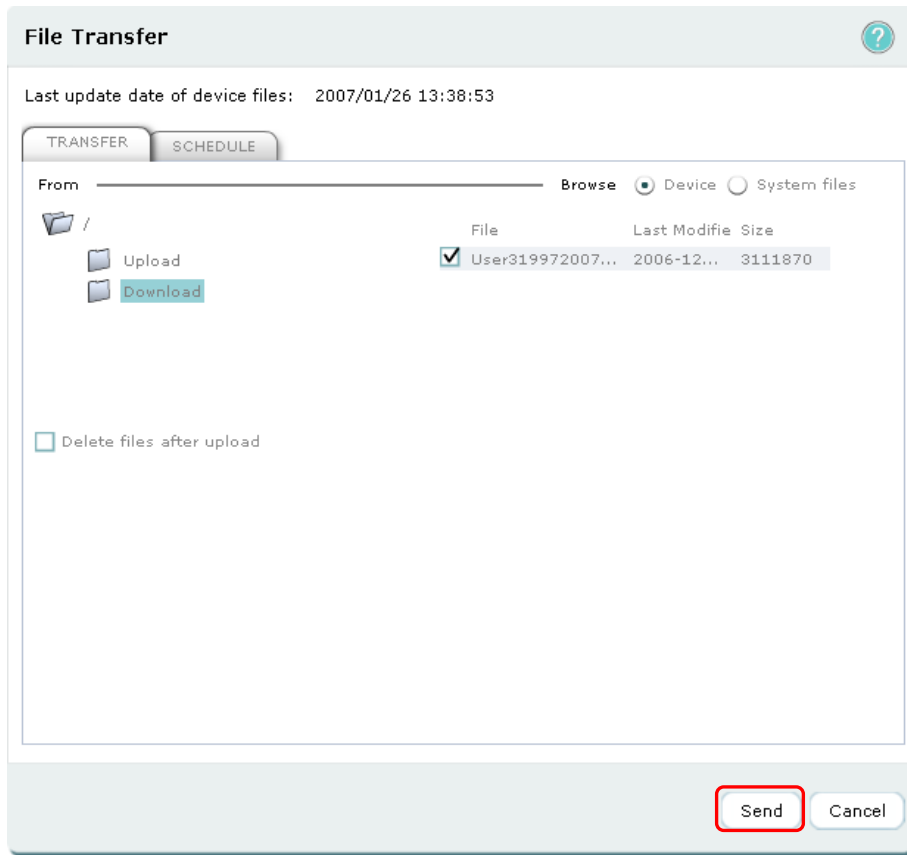 File Transfer ?
Last update date of device files: 2007/01/26 13:38:53
TRANSFER SCHEDULE
From Browse Device System files
/ File Last Modifie Size
Upload User319972007... 2006-12... 3111870
Download
Delete files after upload
Send Cancel